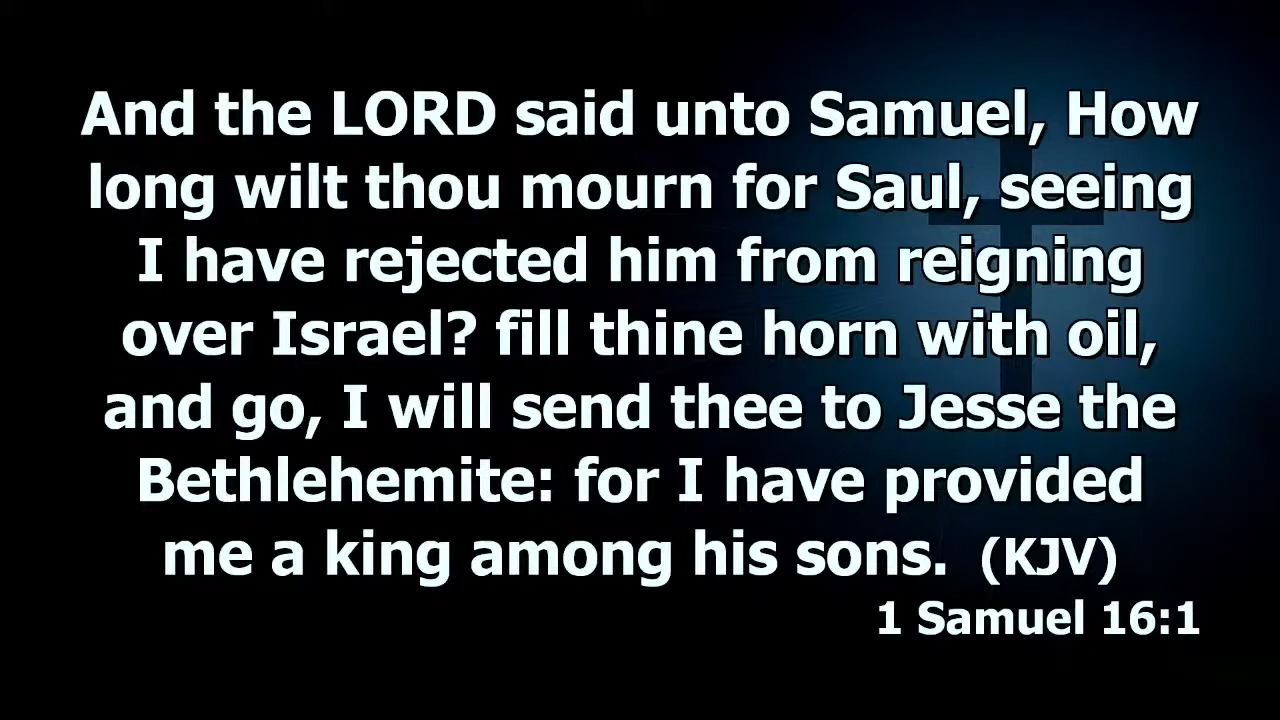 And the LORD said unto Samuel, How
long wilt thou mourn for Saul, seeing
I have rejected him from reigning
over Israel? fill thine horn with oil,
and go, I will send thee to Jesse the
Bethlehemite: for I have provided
me a king among his sons. (KJV)
1 Samuel 16:1